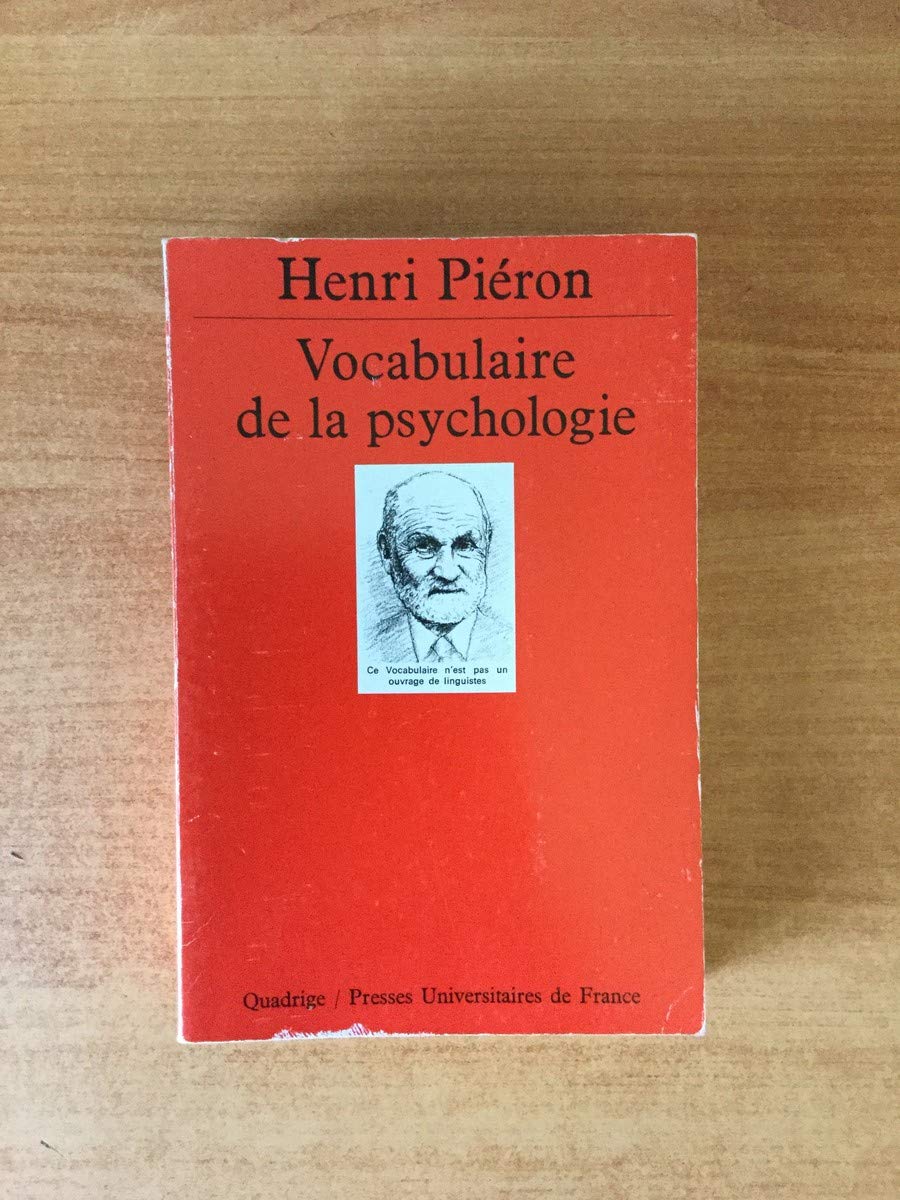 Henri Piéron
Vocabulaire
de la psychologie
Ce Vocabulaire n'est pas un
ouvrage de linguistes
Quadrige / Presses Universitaires de France